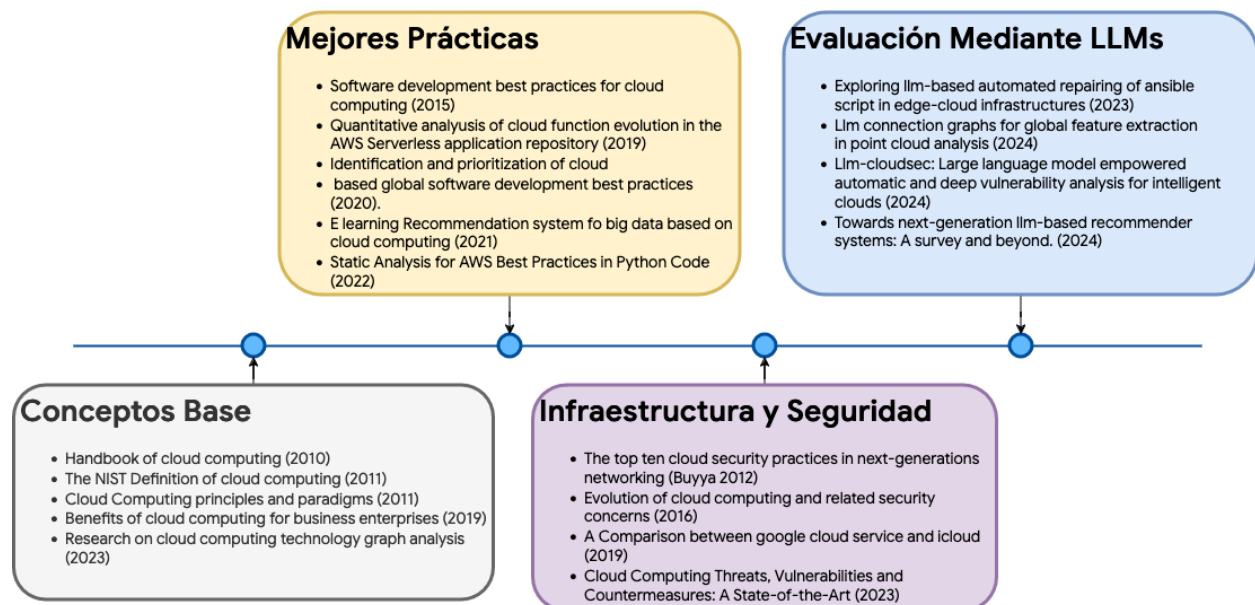 Mejores Prácticas
• Software development best practices for cloud
computing (2015)
• Quantitative analysis of cloud function evolution in the
AWS Serverless application repository (2019)
• Identification and prioritization of cloud
• based global software development best practices
(2020).
• E learning Recommendation system fo big data based on
cloud computing (2021)
• Static Analysis for AWS Best Practices in Python Code
(2022)
Evaluación Mediante LLMs
• Exploring llm-based automated repairing of ansible
script in edge-cloud infrastructures (2023)
• Llm connection graphs for global feature extraction
in point cloud analysis (2024)
• Llm-cloudsec: Large language model empowered
automatic and deep vulnerability analysis for intelligent
clouds (2024)
• Towards next-generation llm-based recommender
systems: A survey and beyond. (2024)
Conceptos Base
• Handbook of cloud computing (2010)
• The NIST Definition of cloud computing (2011)
• Cloud Computing principles and paradigms (2011)
• Benefits of cloud computing for business enterprises (2019)
• Research on cloud computing technology graph analysis
(2023)
Infraestructura y Seguridad
• The top ten cloud security practices in next-generations
networking (Buyya 2012)
• Evolution of cloud computing and related security
concerns (2016)
• A Comparison between google cloud service and icloud
(2019)
• Cloud Computing Threats, Vulnerabilities and
Countermeasures: A State-of-the-Art (2023)